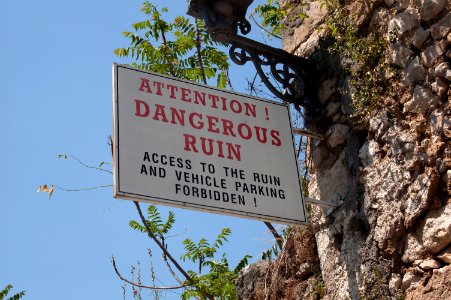 ATTENTION !
DANGEROUS
RUIN
ACCESS TO THE RUIN
AND VEHICLE PARKING
FORBIDDEN !